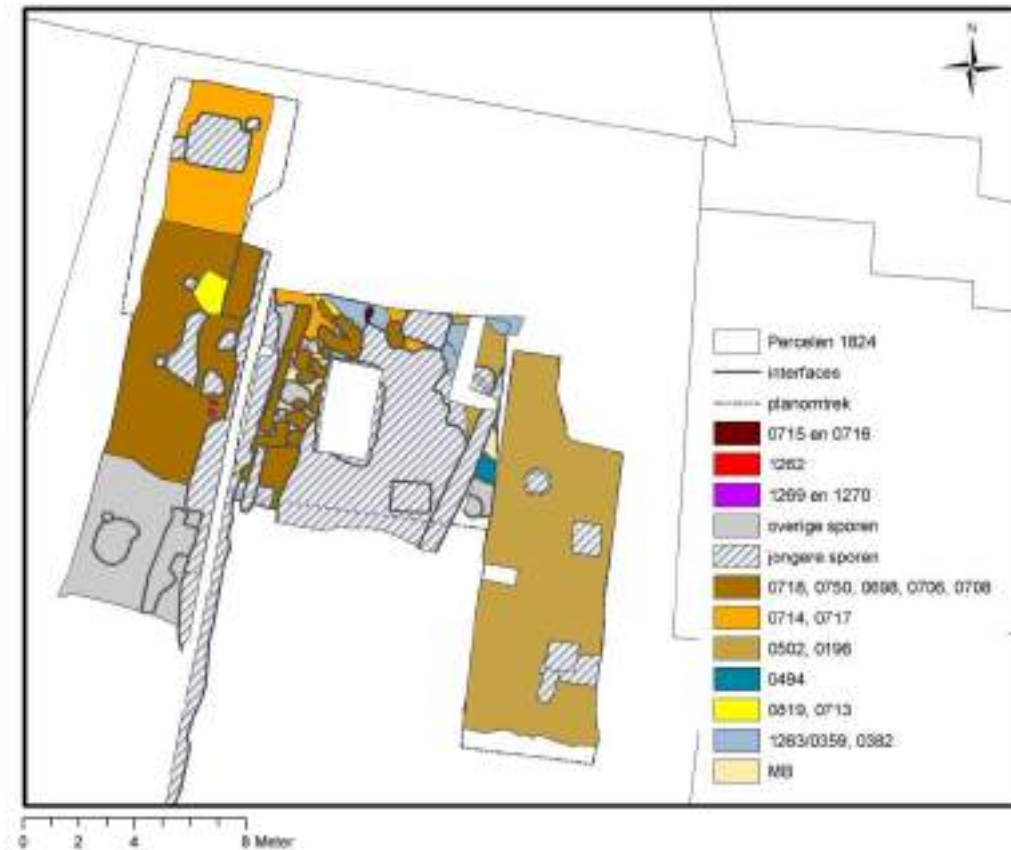 N
Percelen 1824
interfaces
planomtrek
0715 en 0716
1262
1269 en 1270
overige sporen
jongere sporen
0718, 0750, 0698, 0706, 0708
0714, 0717
0502, 0196
0494
0819, 0713
1263/0359, 0382
MB
0 2 4 8 Meter